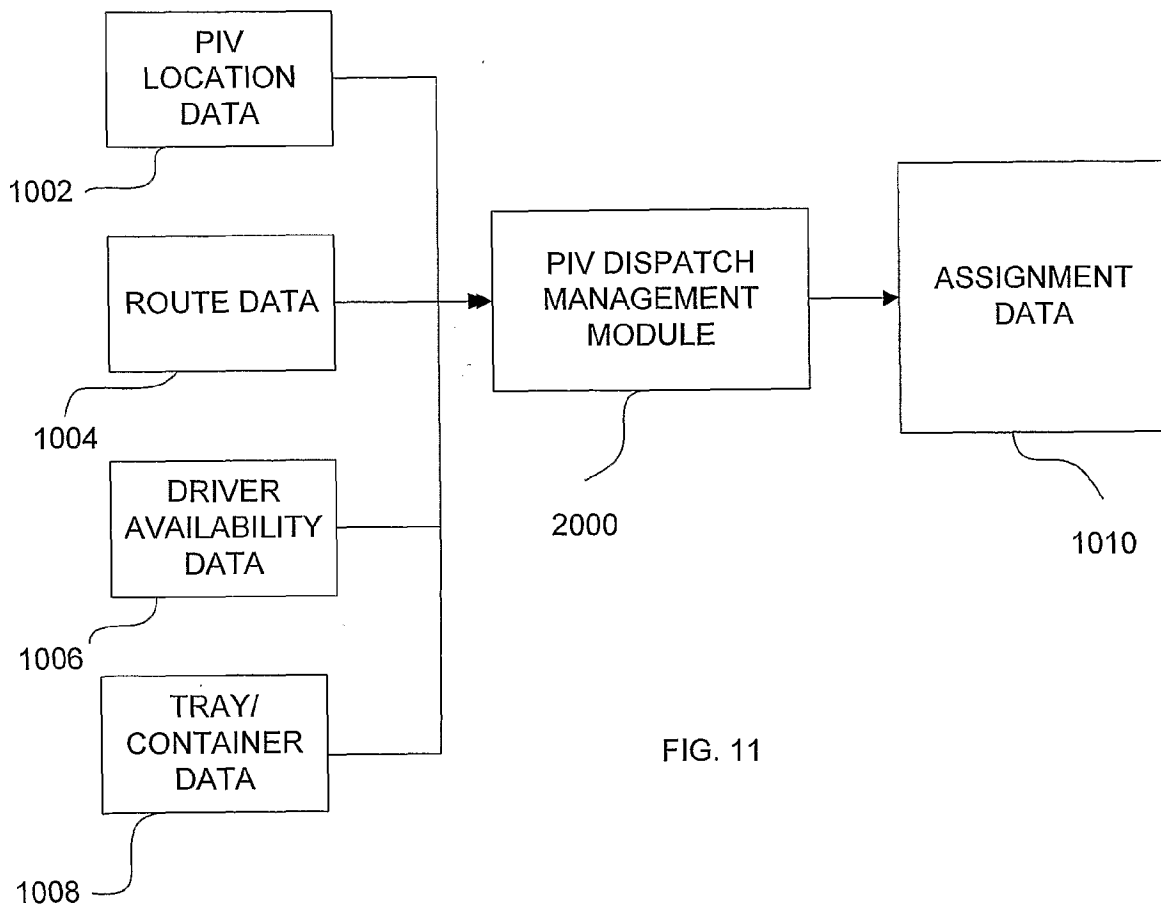 PIV
LOCATION
DATA
1002
ROUTE DATA
1004
DRIVER
AVAILABILITY
DATA
1006
TRAY/
CONTAINER
DATA
1008
PIV DISPATCH
MANAGEMENT
MODULE
2000
ASSIGNMENT
DATA
1010
FIG. 11